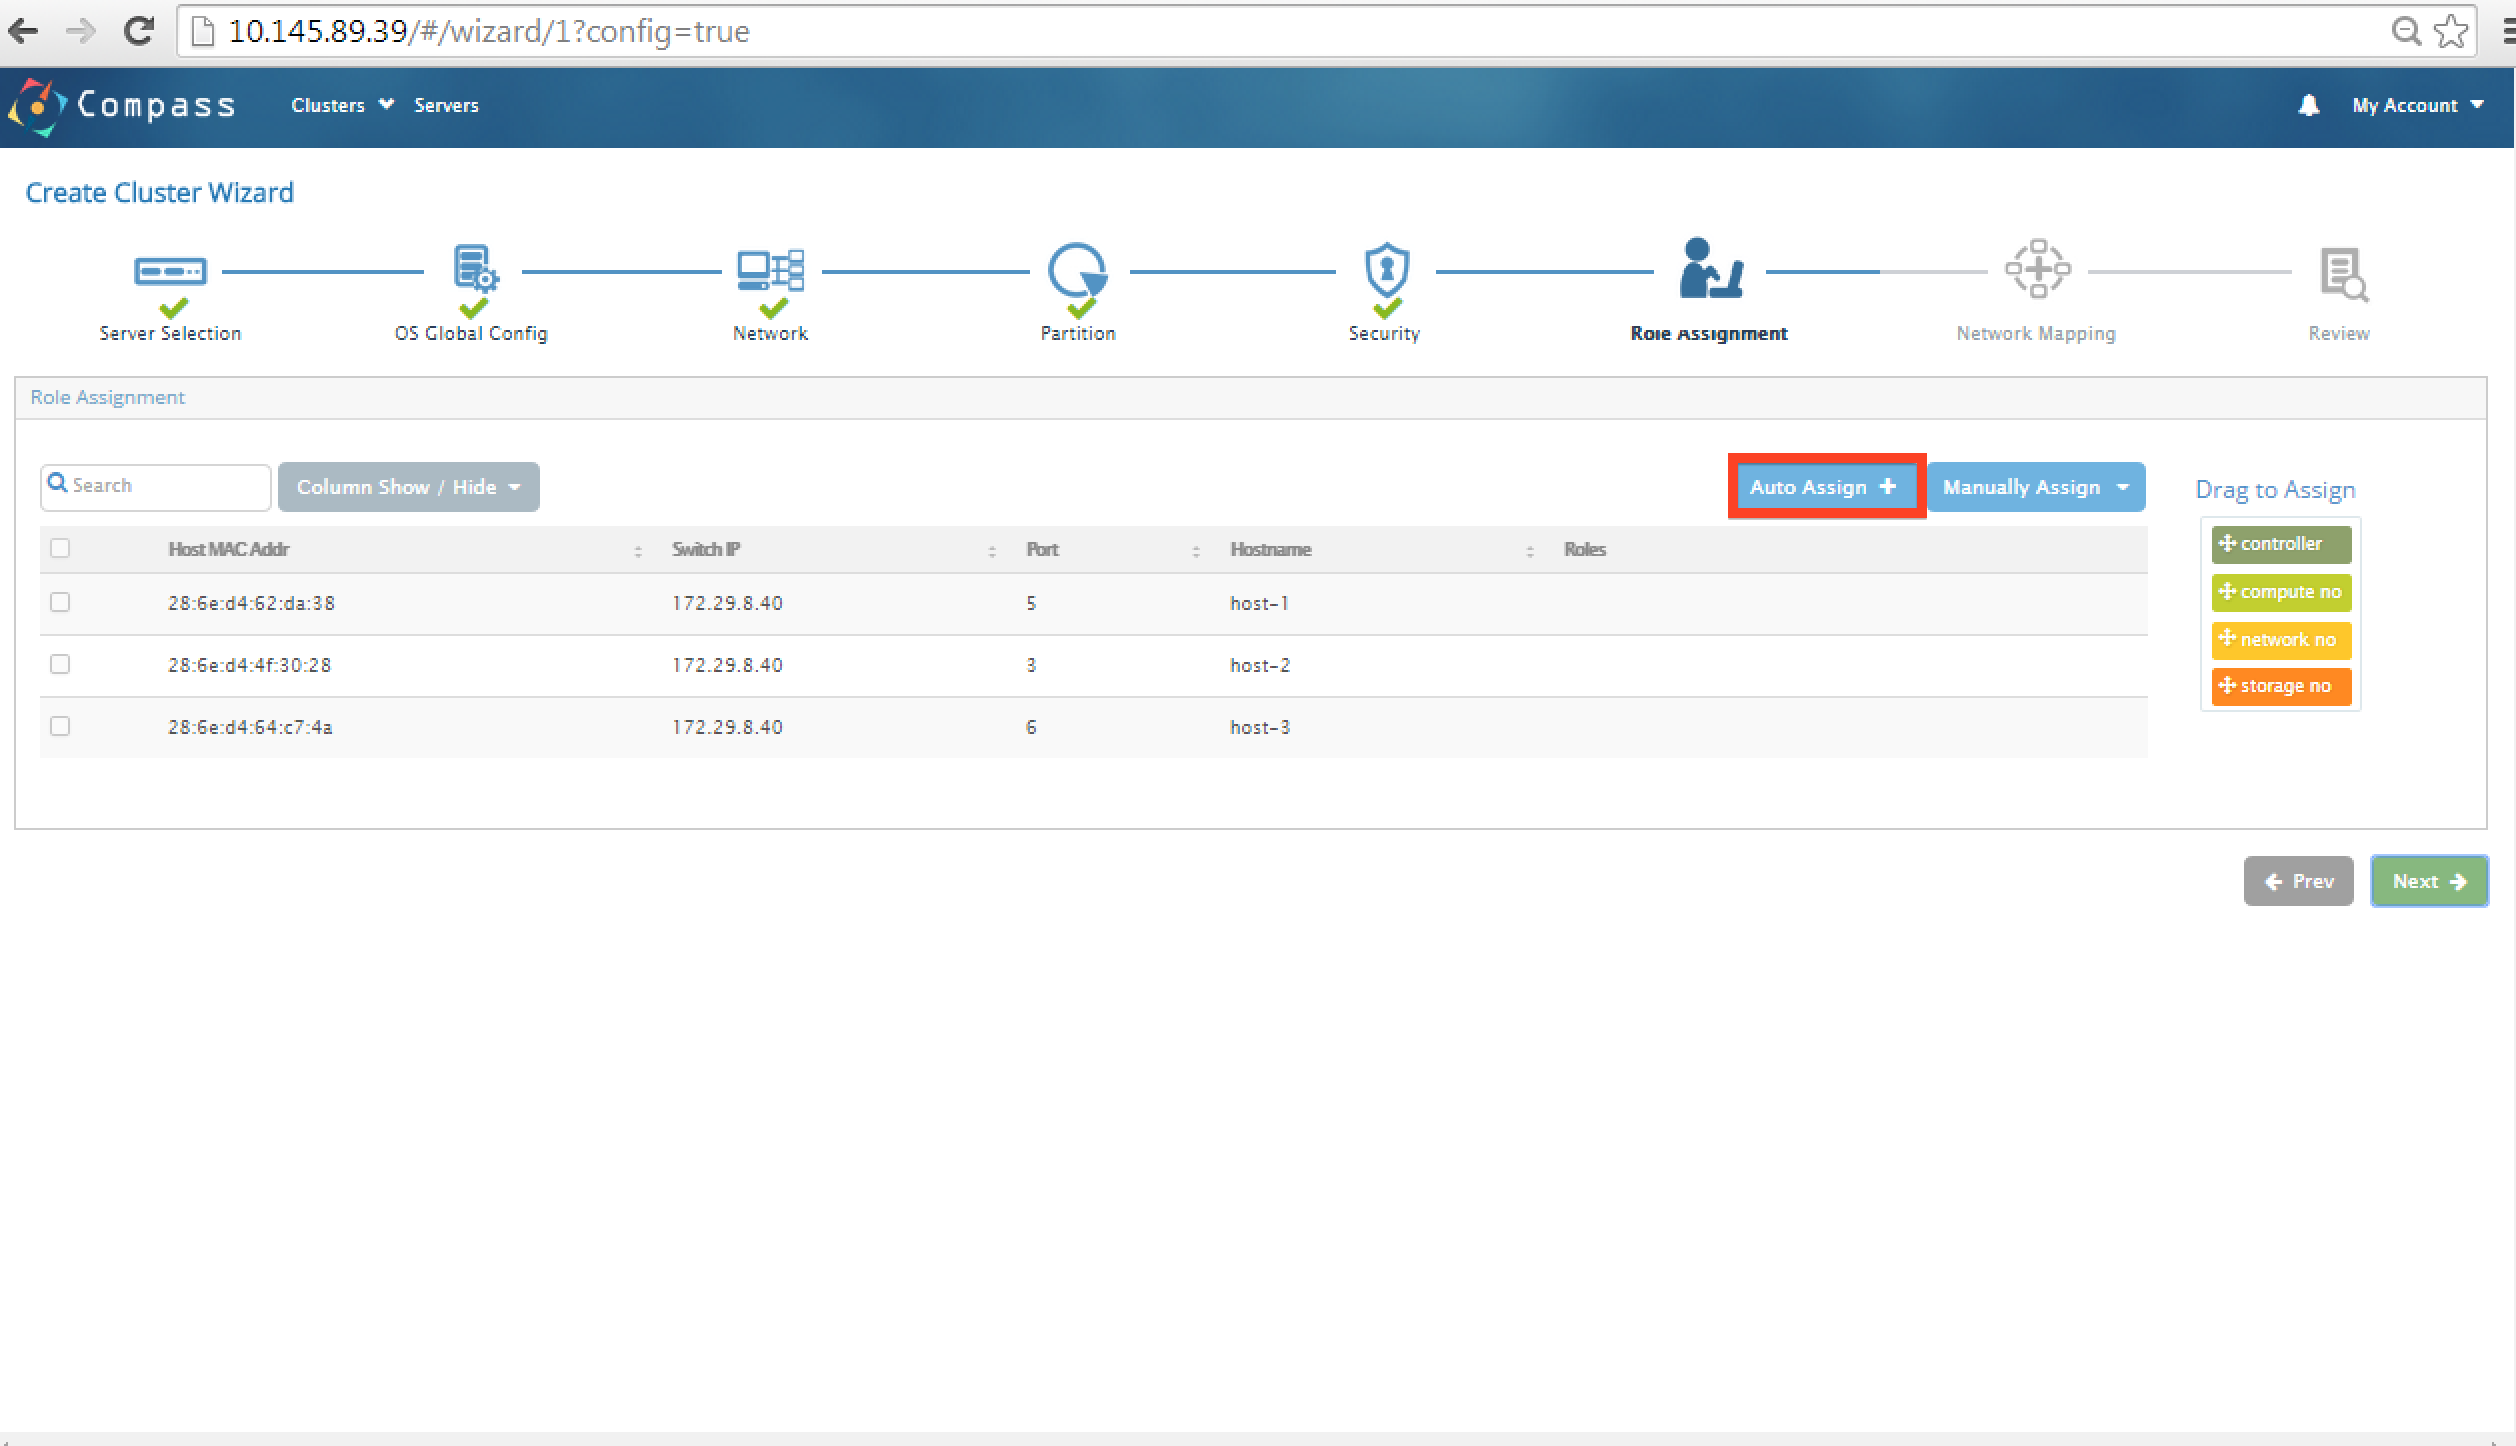 10.145.89.39/#/wizard/1?config=true
Compass Clusters Servers My Account
Create Cluster Wizard
Server Selection OS Global Config Network Partition Security Role Assignment Network Mapping Review
Role Assignment
Search Column Show / Hide Auto Assign + Manually Assign Drag to Assign
Host MAC Addr Switch IP Port Hostname Roles
controller
28:6e:d4:62:da:38 172.29.8.40 5 host-1
compute no
28:6e:d4:4f:30:28 172.29.8.40 3 host-2
network no
28:6e:d4:64:c7:4a 172.29.8.40 6 host-3
storage no
Prev Next